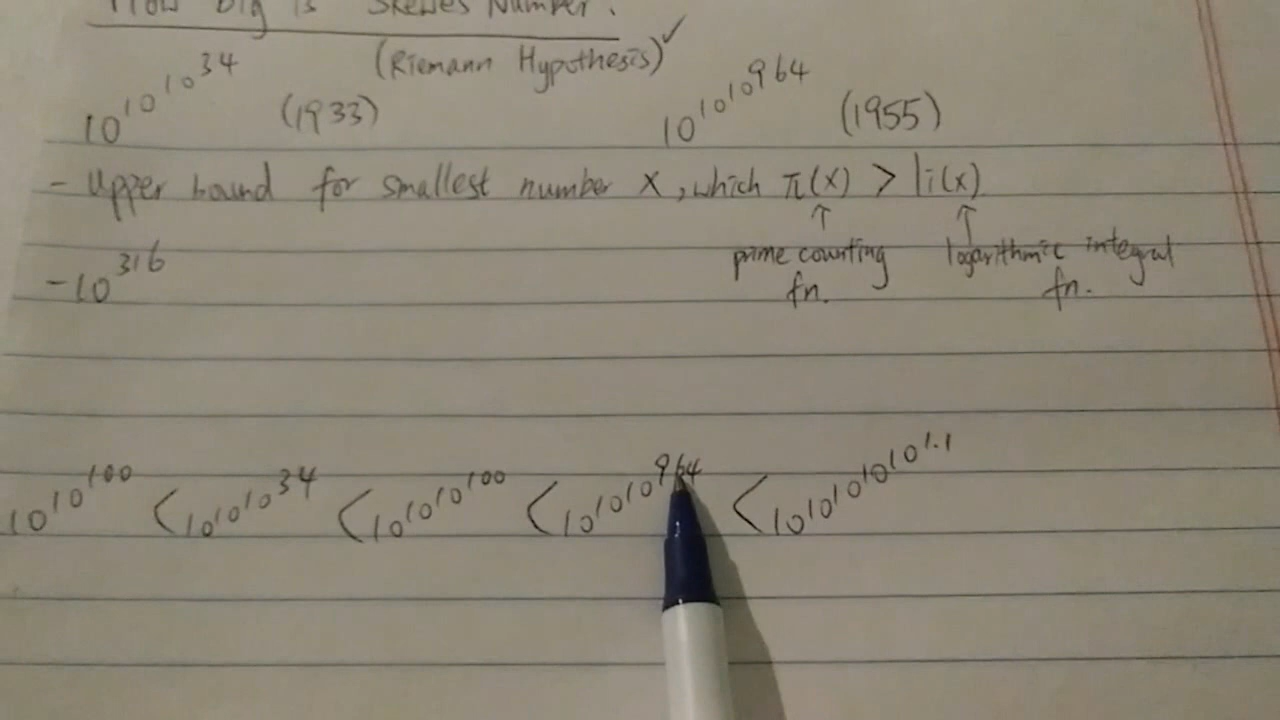 How big is Skewes Number.
(Riemann Hypothesis) ✓
10^10^10^34 (1933) 10^10^10^964 (1955)
- Upper bound for smallest number x, which π(x) > li(x)
↑ ↑
prime counting fn. logarithmic integral fn.
- 10^316
10^10^100 < 10^10^10^34 < 10^10^10^100 < 10^10^10^964 < 10^10^10^10^10^1.1